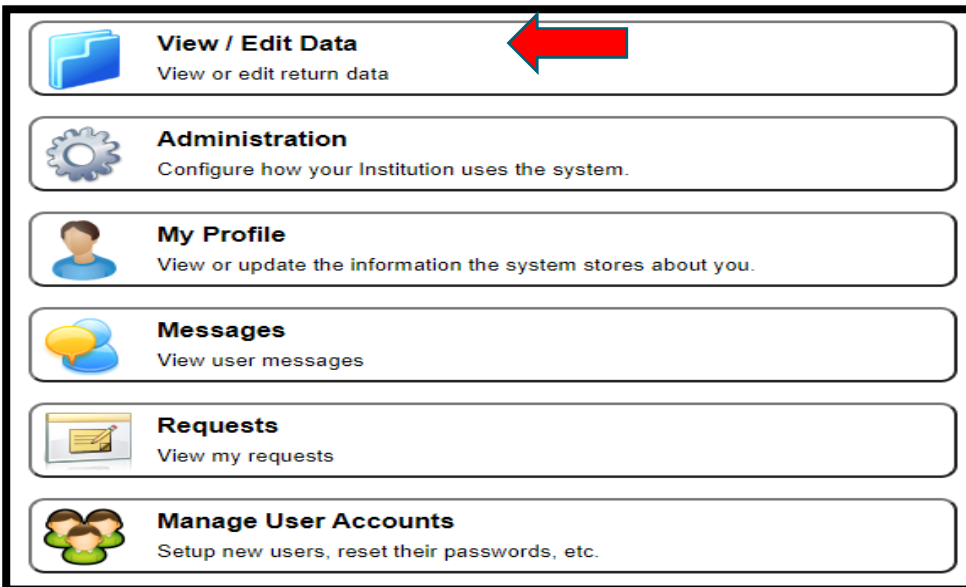 View / Edit Data
View or edit return data
Administration
Configure how your Institution uses the system.
My Profile
View or update the information the system stores about you.
Messages
View user messages
Requests
View my requests
Manage User Accounts
Setup new users, reset their passwords, etc.